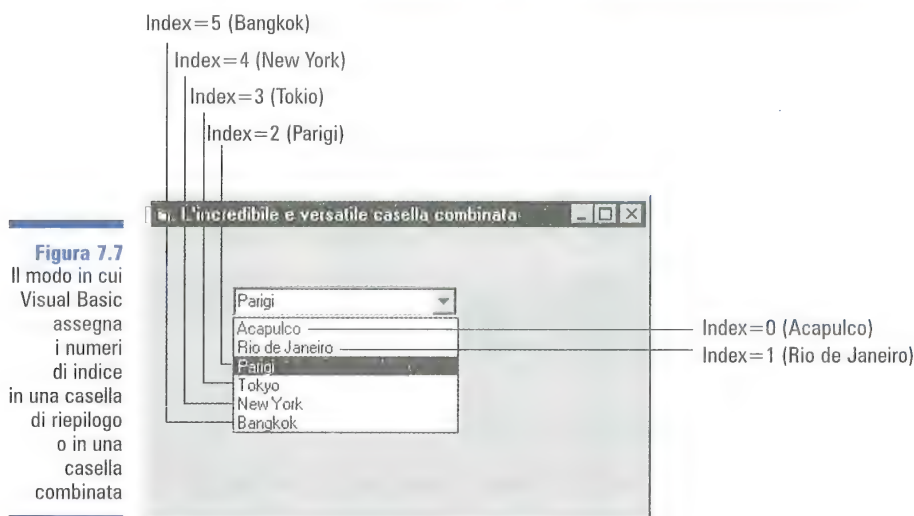 Index=5 (Bangkok)
Index=4 (New York)
Index=3 (Tokio)
Index=2 (Parigi)
L'incredibile e versatile casella combinata
Figura 7.7
Il modo in cui
Visual Basic
assegna
i numeri
di indice
in una casella
di riepilogo
o in una
casella
combinata
Parigi
Acapulco
Rio de Janeiro
Parigi
Tokyo
New York
Bangkok
Index=0 (Acapulco)
Index=1 (Rio de Janeiro)